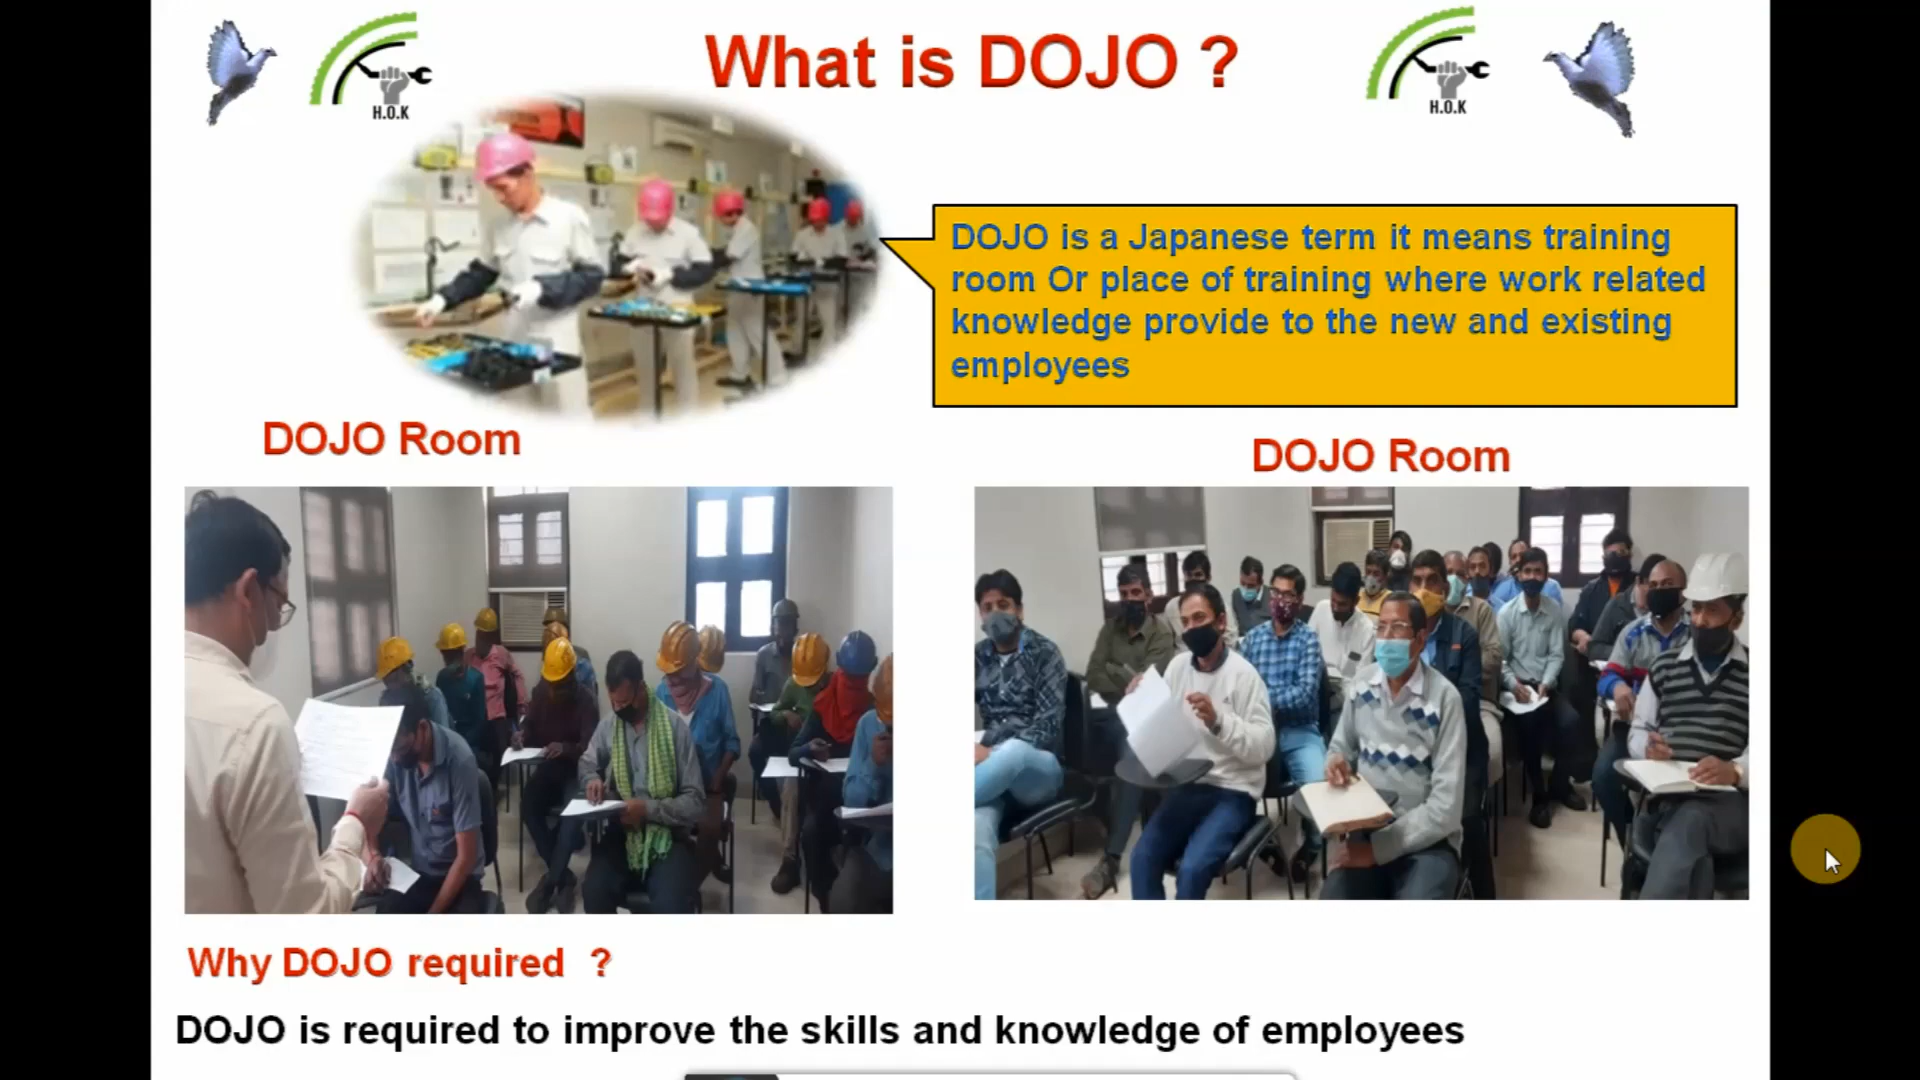 What is DOJO ?
H.O.K
H.O.K
DOJO is a Japanese term it means training
room Or place of training where work related
knowledge provide to the new and existing
employees
DOJO Room
DOJO Room
Why DOJO required ?
DOJO is required to improve the skills and knowledge of employees